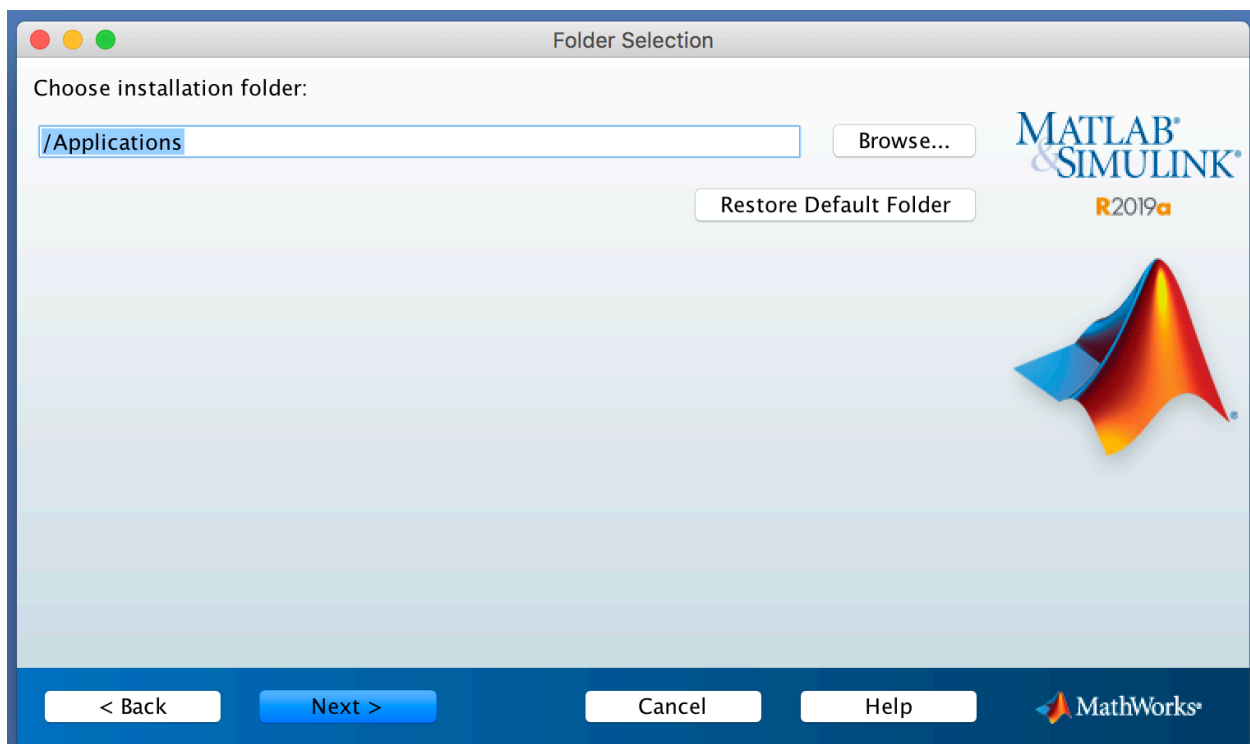 Folder Selection
Choose installation folder:
/Applications
Browse...
Restore Default Folder
MATLAB®
&SIMULINK®
R2019a
®
< Back
Next >
Cancel
Help
MathWorks®